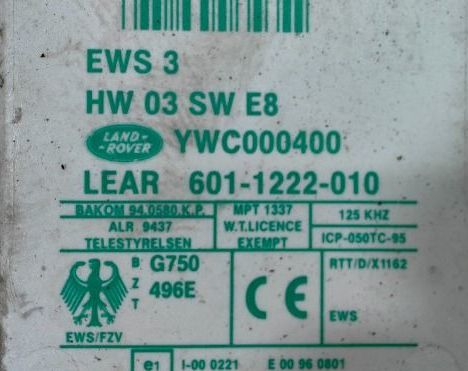 EWS 3
HW 03 SW E8
LAND-ROVER YWC000400
LEAR 601-1222-010
BAKOM 94.0580.K.P. MPT 1337 125 KHZ
ALR 9437 W.T.LICENCE
TELESTYRELSEN EXEMPT ICP-050TC-95
B Z T G750 496E CE RTT/D/X1162
EWS
EWS/FZV
e1 I-00 0221 E 00 96 0801